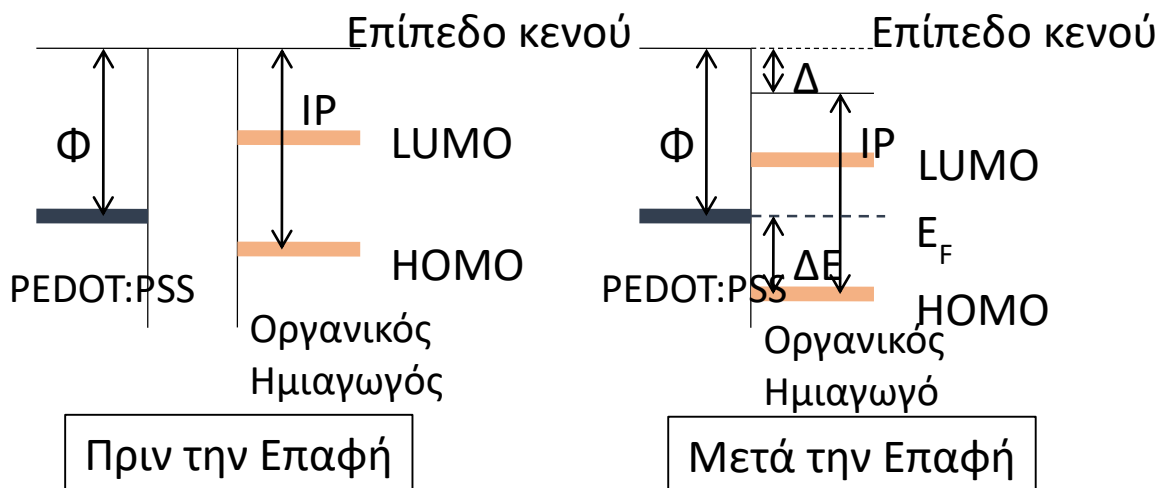 Επίπεδο κενού
IP
Φ
LUMO
HOMO
PEDOT:PSS
Οργανικός
Ημιαγωγός
Πριν την Επαφή
Επίπεδο κενού
Δ
Φ
IP
LUMO
E_F
ΔE
PEDOT:PSS
HOMO
Οργανικός
Ημιαγωγό
Μετά την Επαφή